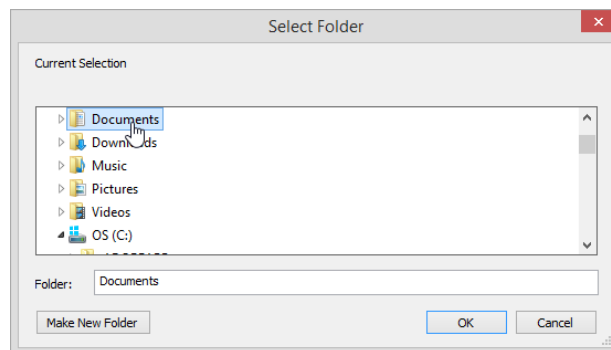 Select Folder
Current Selection
Documents
Downloads
Music
Pictures
Videos
OS (C:)
Folder: Documents
Make New Folder OK Cancel